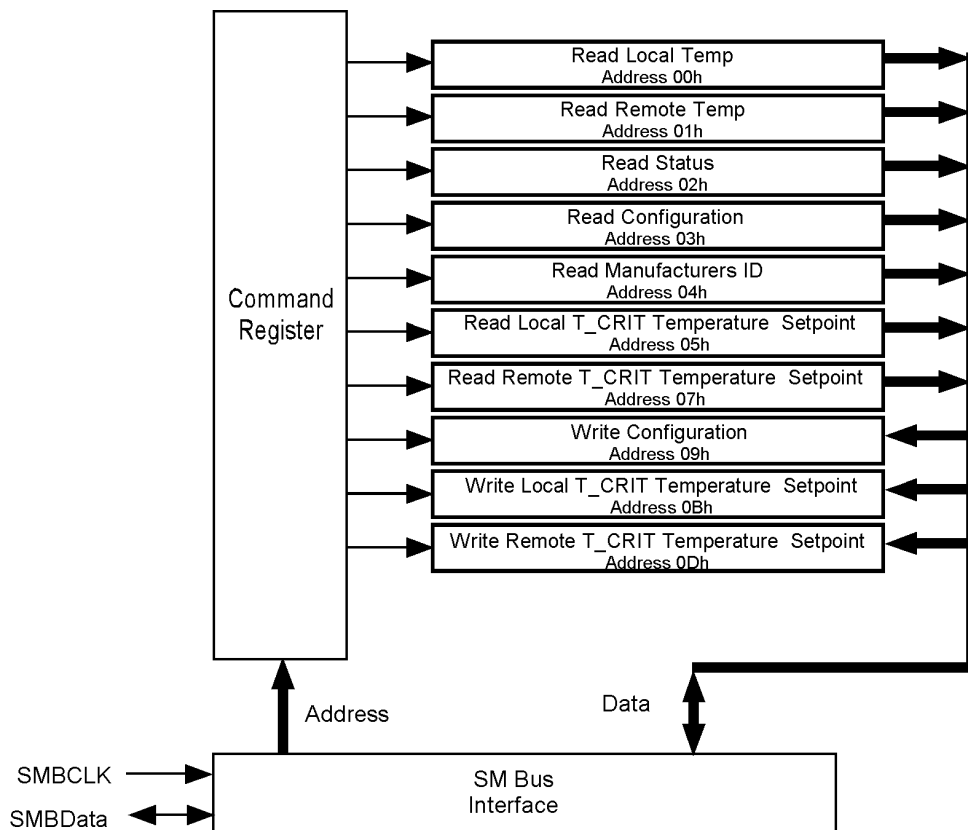 Read Local Temp
Address 00h
Read Remote Temp
Address 01h
Read Status
Address 02h
Read Configuration
Address 03h
Read Manufacturers ID
Address 04h
Read Local T_CRIT Temperature Setpoint
Address 05h
Read Remote T_CRIT Temperature Setpoint
Address 07h
Write Configuration
Address 09h
Write Local T_CRIT Temperature Setpoint
Address 0Bh
Write Remote T_CRIT Temperature Setpoint
Address 0Dh
Command
Register
Address
Data
SMBCLK
SMBData
SM Bus
Interface